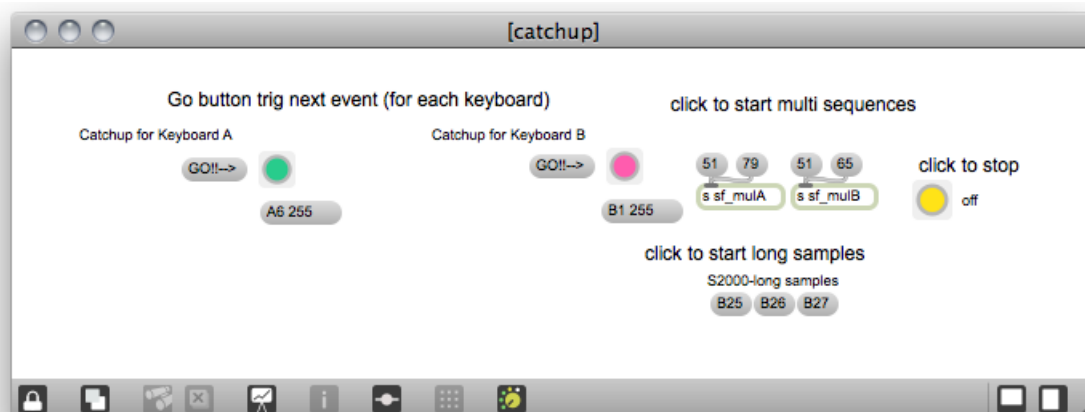 [catchup]
Go button trig next event (for each keyboard)
click to start multi sequences
Catchup for Keyboard A
Catchup for Keyboard B
GO!!-->
GO!!-->
51 79 51 65
click to stop
s sf_mulA s sf_mulB
off
A6 255
B1 255
click to start long samples
S2000-long samples
B25 B26 B27